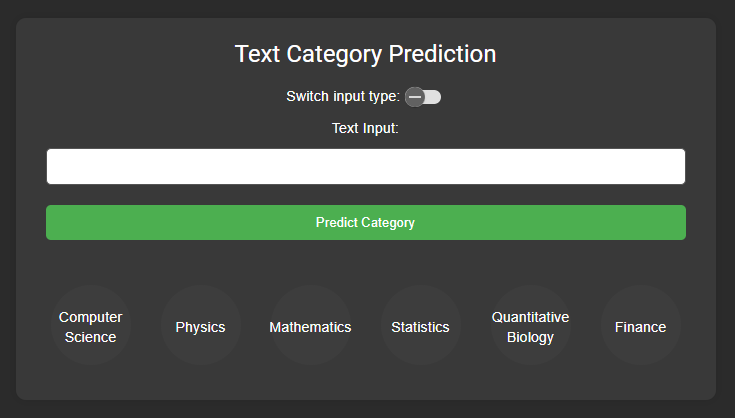 Text Category Prediction
Switch input type:
Text Input:
Predict Category
Computer
Science
Physics
Mathematics
Statistics
Quantitative
Biology
Finance